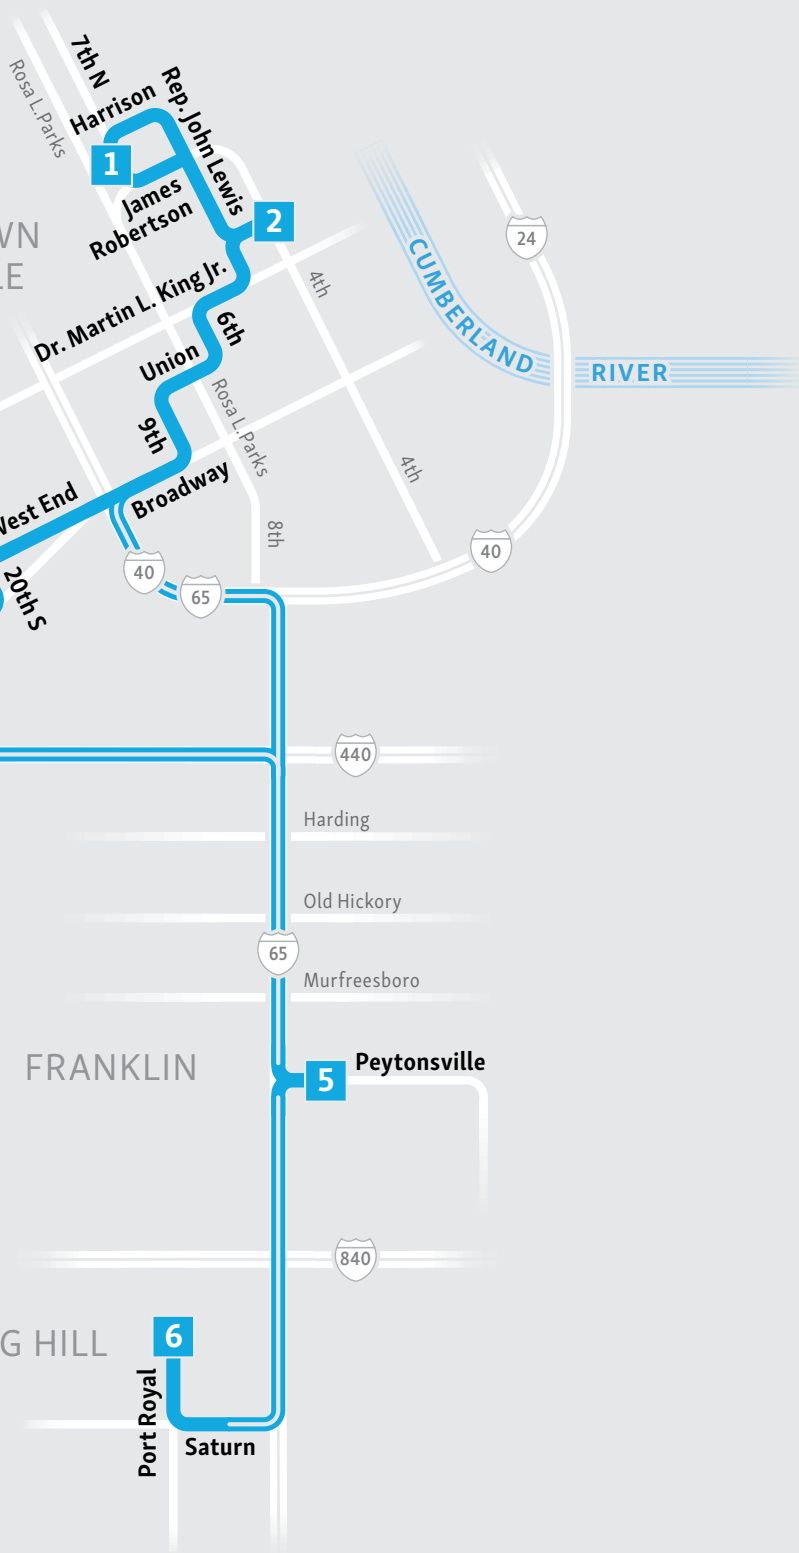 7th N
Rosa L.Parks
Harrison
Rep. John Lewis
1
James
Robertson
2
WN
LE
24
CUMBERLAND
RIVER
Dr. Martin L. King Jr.
4th
6th
Union
Rosa L.Parks
9th
4th
Broadway
West End
8th
40
40
65
20th S
440
Harding
Old Hickory
65
Murfreesboro
FRANKLIN
5
Peytonsville
840
6
G HILL
Port Royal
Saturn